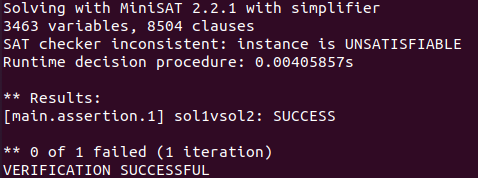 Solving with MiniSAT 2.2.1 with simplifier
3463 variables, 8504 clauses
SAT checker inconsistent: instance is UNSATISFIABLE
Runtime decision procedure: 0.00405857s
** Results:
[main.assertion.1] sol1vsol2: SUCCESS
** 0 of 1 failed (1 iteration)
VERIFICATION SUCCESSFUL